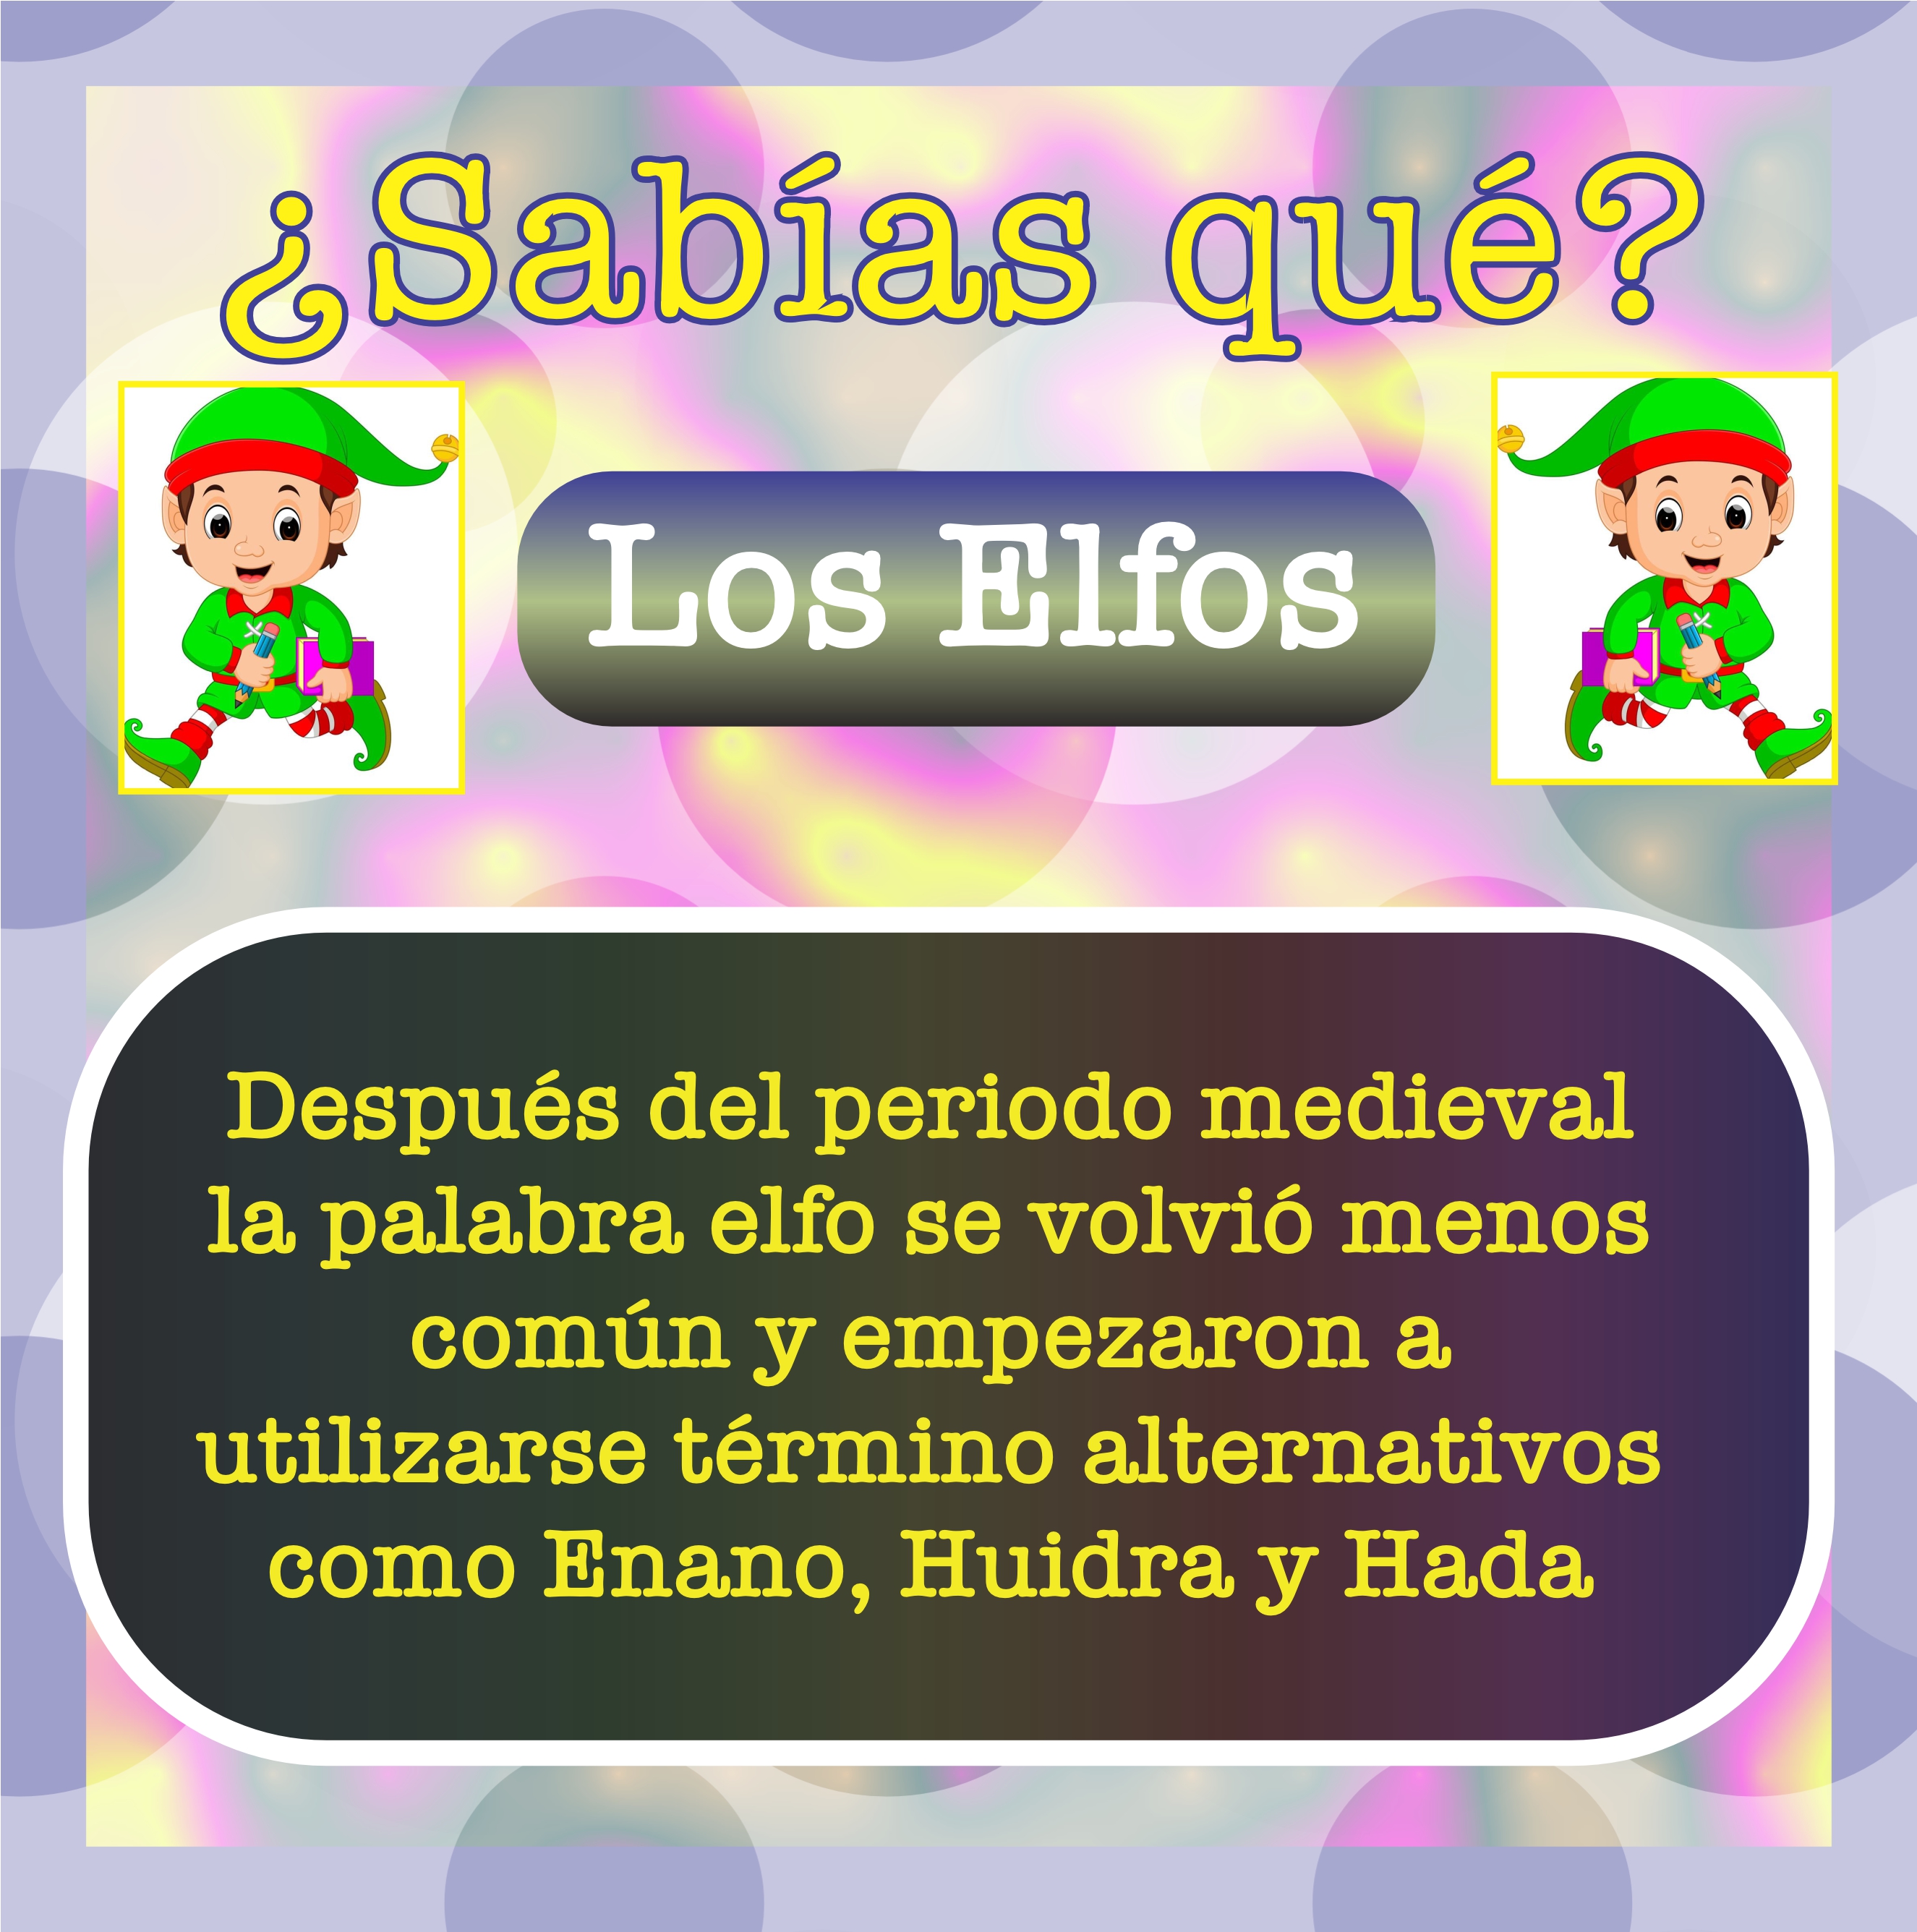 ¿Sabías qué?
Los Elfos
Después del periodo medieval
la palabra elfo se volvió menos
común y empezaron a
utilizarse término alternativos
como Enano, Huidra y Hada